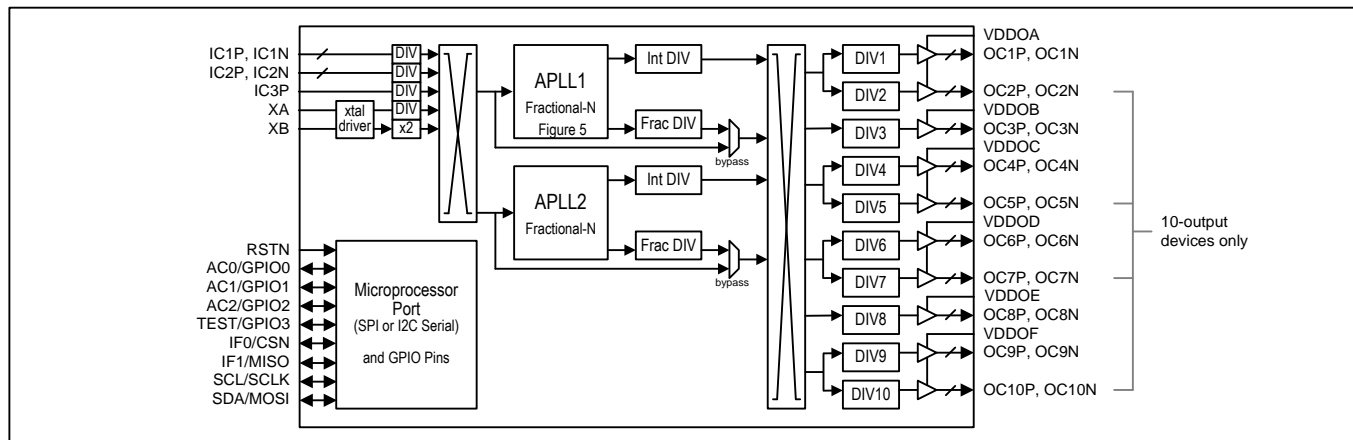 IC1P, IC1N
IC2P, IC2N
IC3P
XA
XB
xtal
driver
DIV
DIV
DIV
DIV
x2
APLL1
Fractional-N
Figure 5
Int DIV
Frac DIV
bypass
APLL2
Fractional-N
Int DIV
Frac DIV
bypass
DIV1
DIV2
DIV3
DIV4
DIV5
DIV6
DIV7
DIV8
DIV9
DIV10
VDDOA
OC1P, OC1N
OC2P, OC2N
VDDOB
OC3P, OC3N
VDDOC
OC4P, OC4N
OC5P, OC5N
VDDOD
OC6P, OC6N
OC7P, OC7N
VDDOE
OC8P, OC8N
VDDOF
OC9P, OC9N
OC10P, OC10N
10-output
devices only
RSTN
AC0/GPIO0
AC1/GPIO1
AC2/GPIO2
TEST/GPIO3
IF0/CSN
IF1/MISO
SCL/SCLK
SDA/MOSI
Microprocessor
Port
(SPI or I2C Serial)
and GPIO Pins